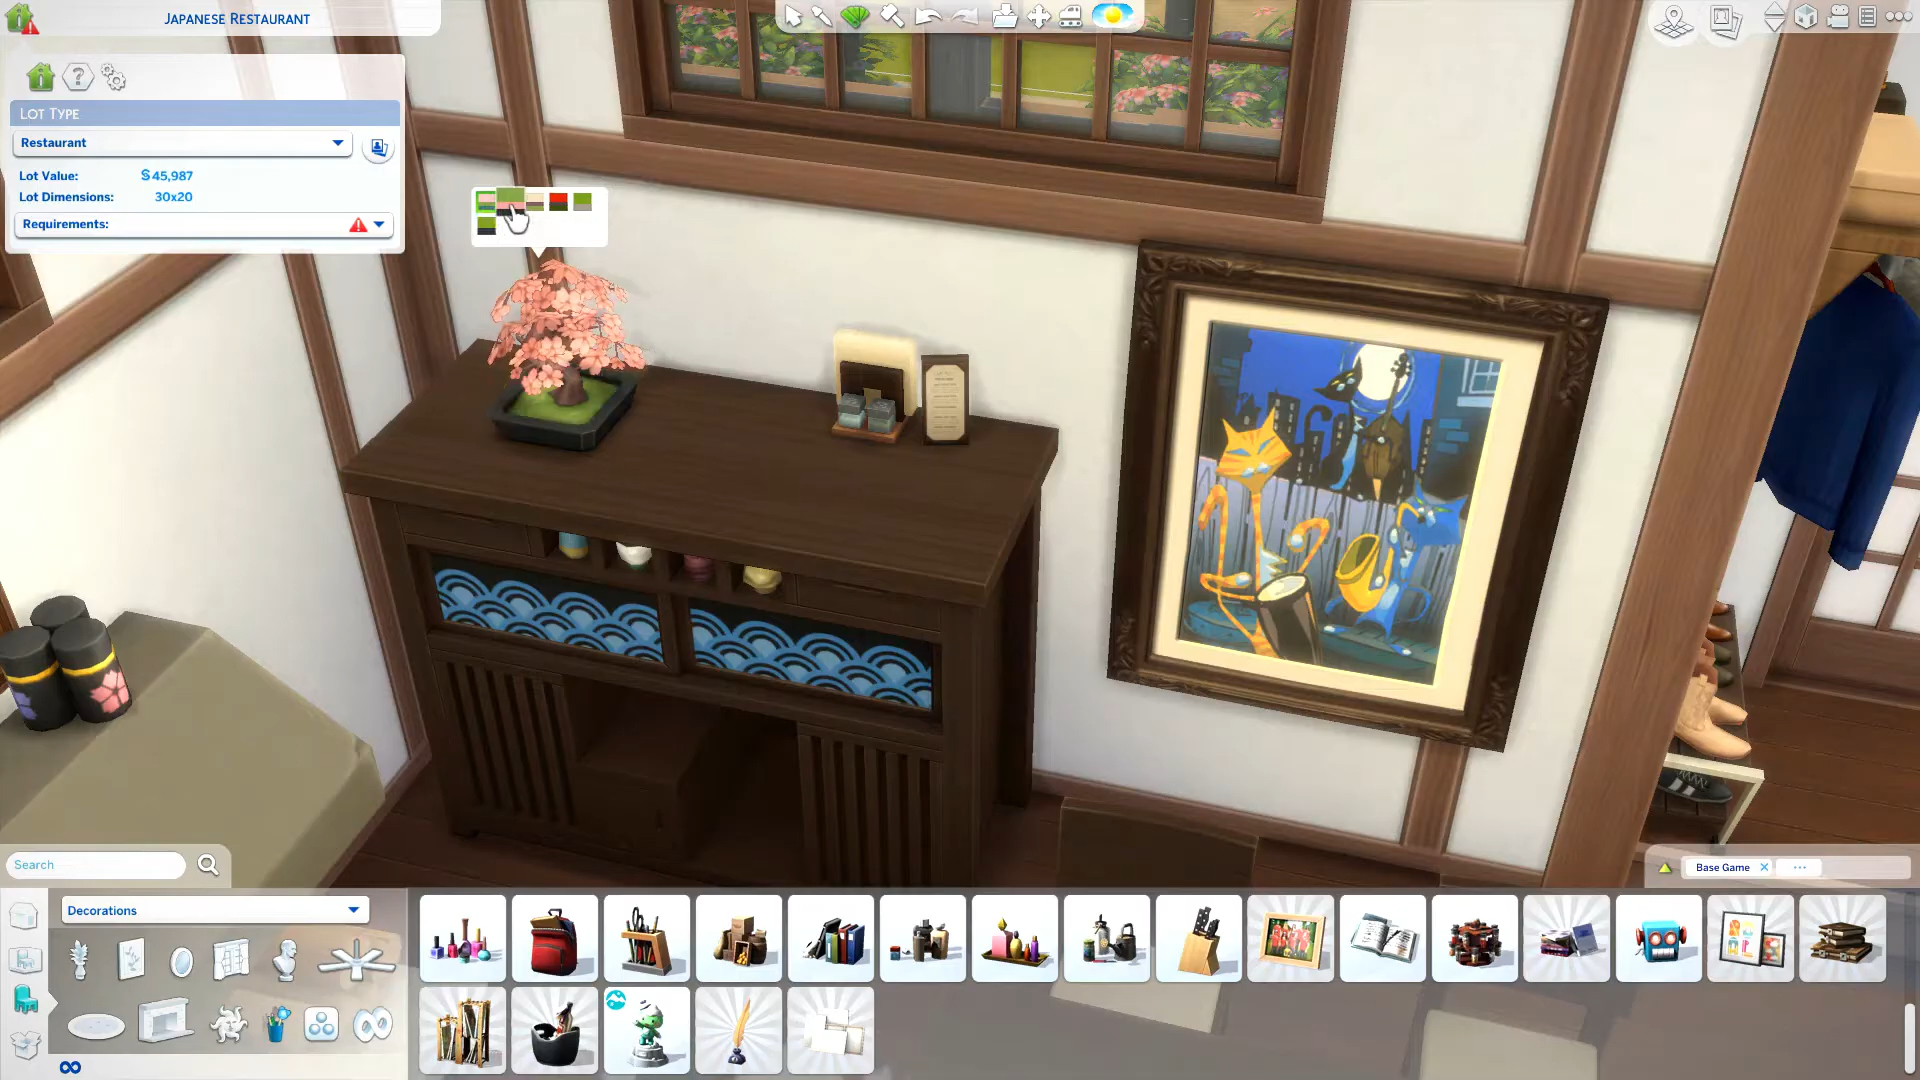 Japanese Restaurant
Lot Type
Restaurant
Lot Value: §45,987
Lot Dimensions: 30x20
Requirements:
Search
Base Game
Decorations